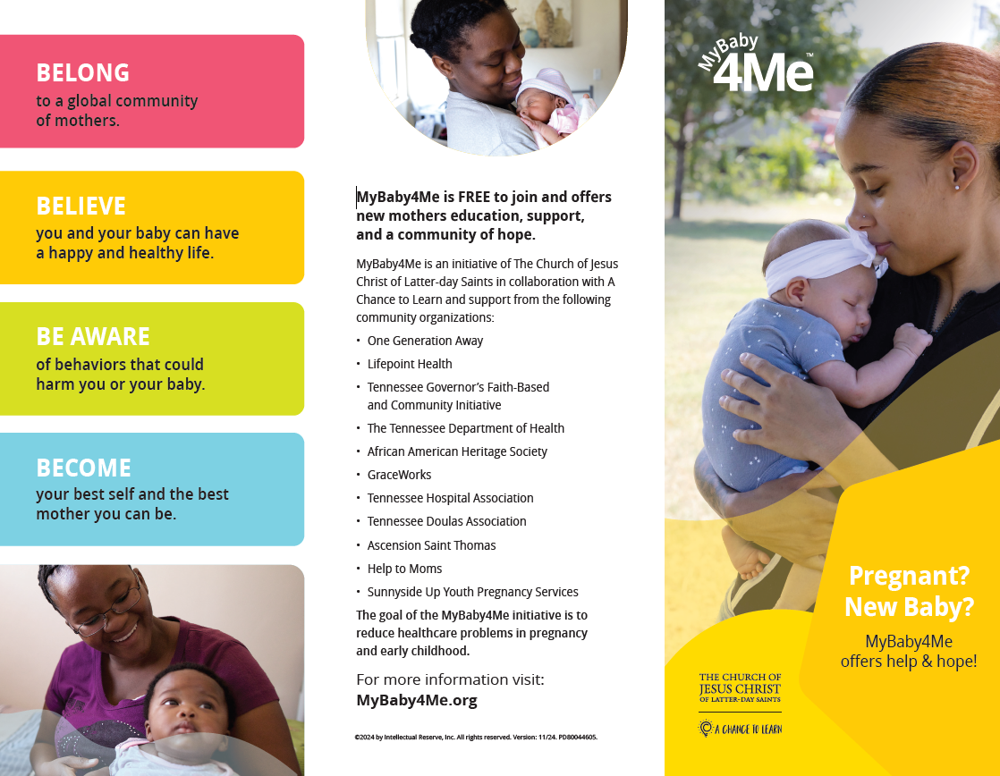 BELONG
to a global community
of mothers.
BELIEVE
you and your baby can have
a happy and healthy life.
BE AWARE
of behaviors that could
harm you or your baby.
BECOME
your best self and the best
mother you can be.
MyBaby4Me is FREE to join and offers
new mothers education, support,
and a community of hope.
MyBaby4Me is an initiative of The Church of Jesus
Christ of Latter-day Saints in collaboration with A
Chance to Learn and support from the following
community organizations:
• One Generation Away
• Lifepoint Health
• Tennessee Governor’s Faith-Based
and Community Initiative
• The Tennessee Department of Health
• African American Heritage Society
• GraceWorks
• Tennessee Hospital Association
• Tennessee Doulas Association
• Ascension Saint Thomas
• Help to Moms
• Sunnyside Up Youth Pregnancy Services
The goal of the MyBaby4Me initiative is to
reduce healthcare problems in pregnancy
and early childhood.
For more information visit:
MyBaby4Me.org
©2024 by Intellectual Reserve, Inc. All rights reserved. Version: 11/24. PD80044605.
MyBaby
4Me™
Pregnant?
New Baby?
MyBaby4Me
offers help & hope!
THE CHURCH OF
JESUS CHRIST
OF LATTER-DAY SAINTS
A CHANCE TO LEARN